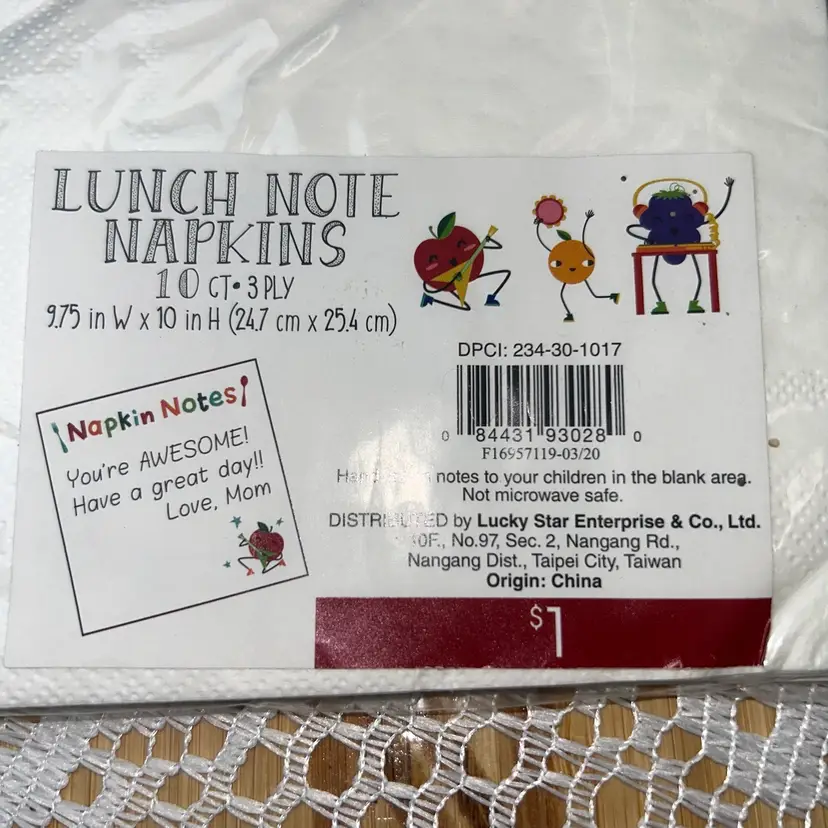 LUNCH NOTE
NAPKINS
10 CT • 3 PLY
9.75 in W x 10 in H (24.7 cm x 25.4 cm)
Napkin Notes
You're AWESOME!
Have a great day!!
Love, Mom
DPCI: 234-30-1017
0 84431 93028 0
F16957119-03/20
notes to your children in the blank area.
Not microwave safe.
DISTRIBUTED by Lucky Star Enterprise & Co., Ltd.
No.97, Sec. 2, Nangang Rd.,
Nangang Dist., Taipei City, Taiwan
Origin: China
$1